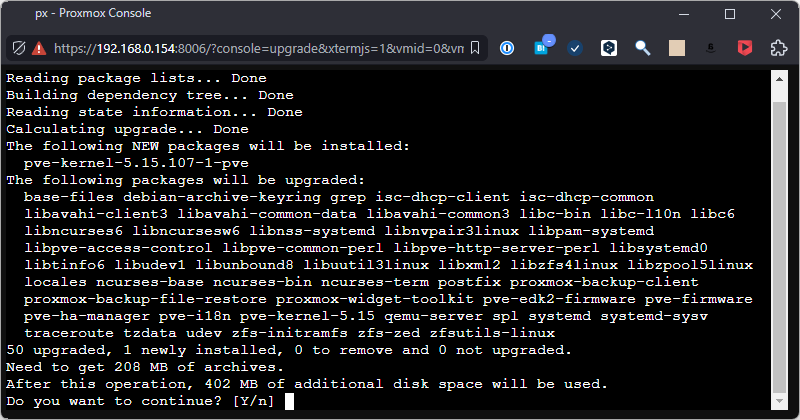 px - Proxmox Console
https://192.168.0.154:8006/?console=upgrade&xtermjs=1&vmid=0&vm
Reading package lists... Done
Building dependency tree... Done
Reading state information... Done
Calculating upgrade... Done
The following NEW packages will be installed:
pve-kernel-5.15.107-1-pve
The following packages will be upgraded:
base-files debian-archive-keyring grep isc-dhcp-client isc-dhcp-common
libavahi-client3 libavahi-common-data libavahi-common3 libc-bin libc-l10n libc6
libncurses6 libncursesw6 libnss-systemd libnvpair3linux libpam-systemd
libpve-access-control libpve-common-perl libpve-http-server-perl libsystemd0
libtinfo6 libudev1 libunbound8 libuutil3linux libxml2 libzfs4linux libzpool5linux
locales ncurses-base ncurses-bin ncurses-term postfix proxmox-backup-client
proxmox-backup-file-restore proxmox-widget-toolkit pve-edk2-firmware pve-firmware
pve-ha-manager pve-i18n pve-kernel-5.15 qemu-server spl systemd systemd-sysv
traceroute tzdata udev zfs-initramfs zfs-zed zfsutils-linux
50 upgraded, 1 newly installed, 0 to remove and 0 not upgraded.
Need to get 208 MB of archives.
After this operation, 402 MB of additional disk space will be used.
Do you want to continue? [Y/n]